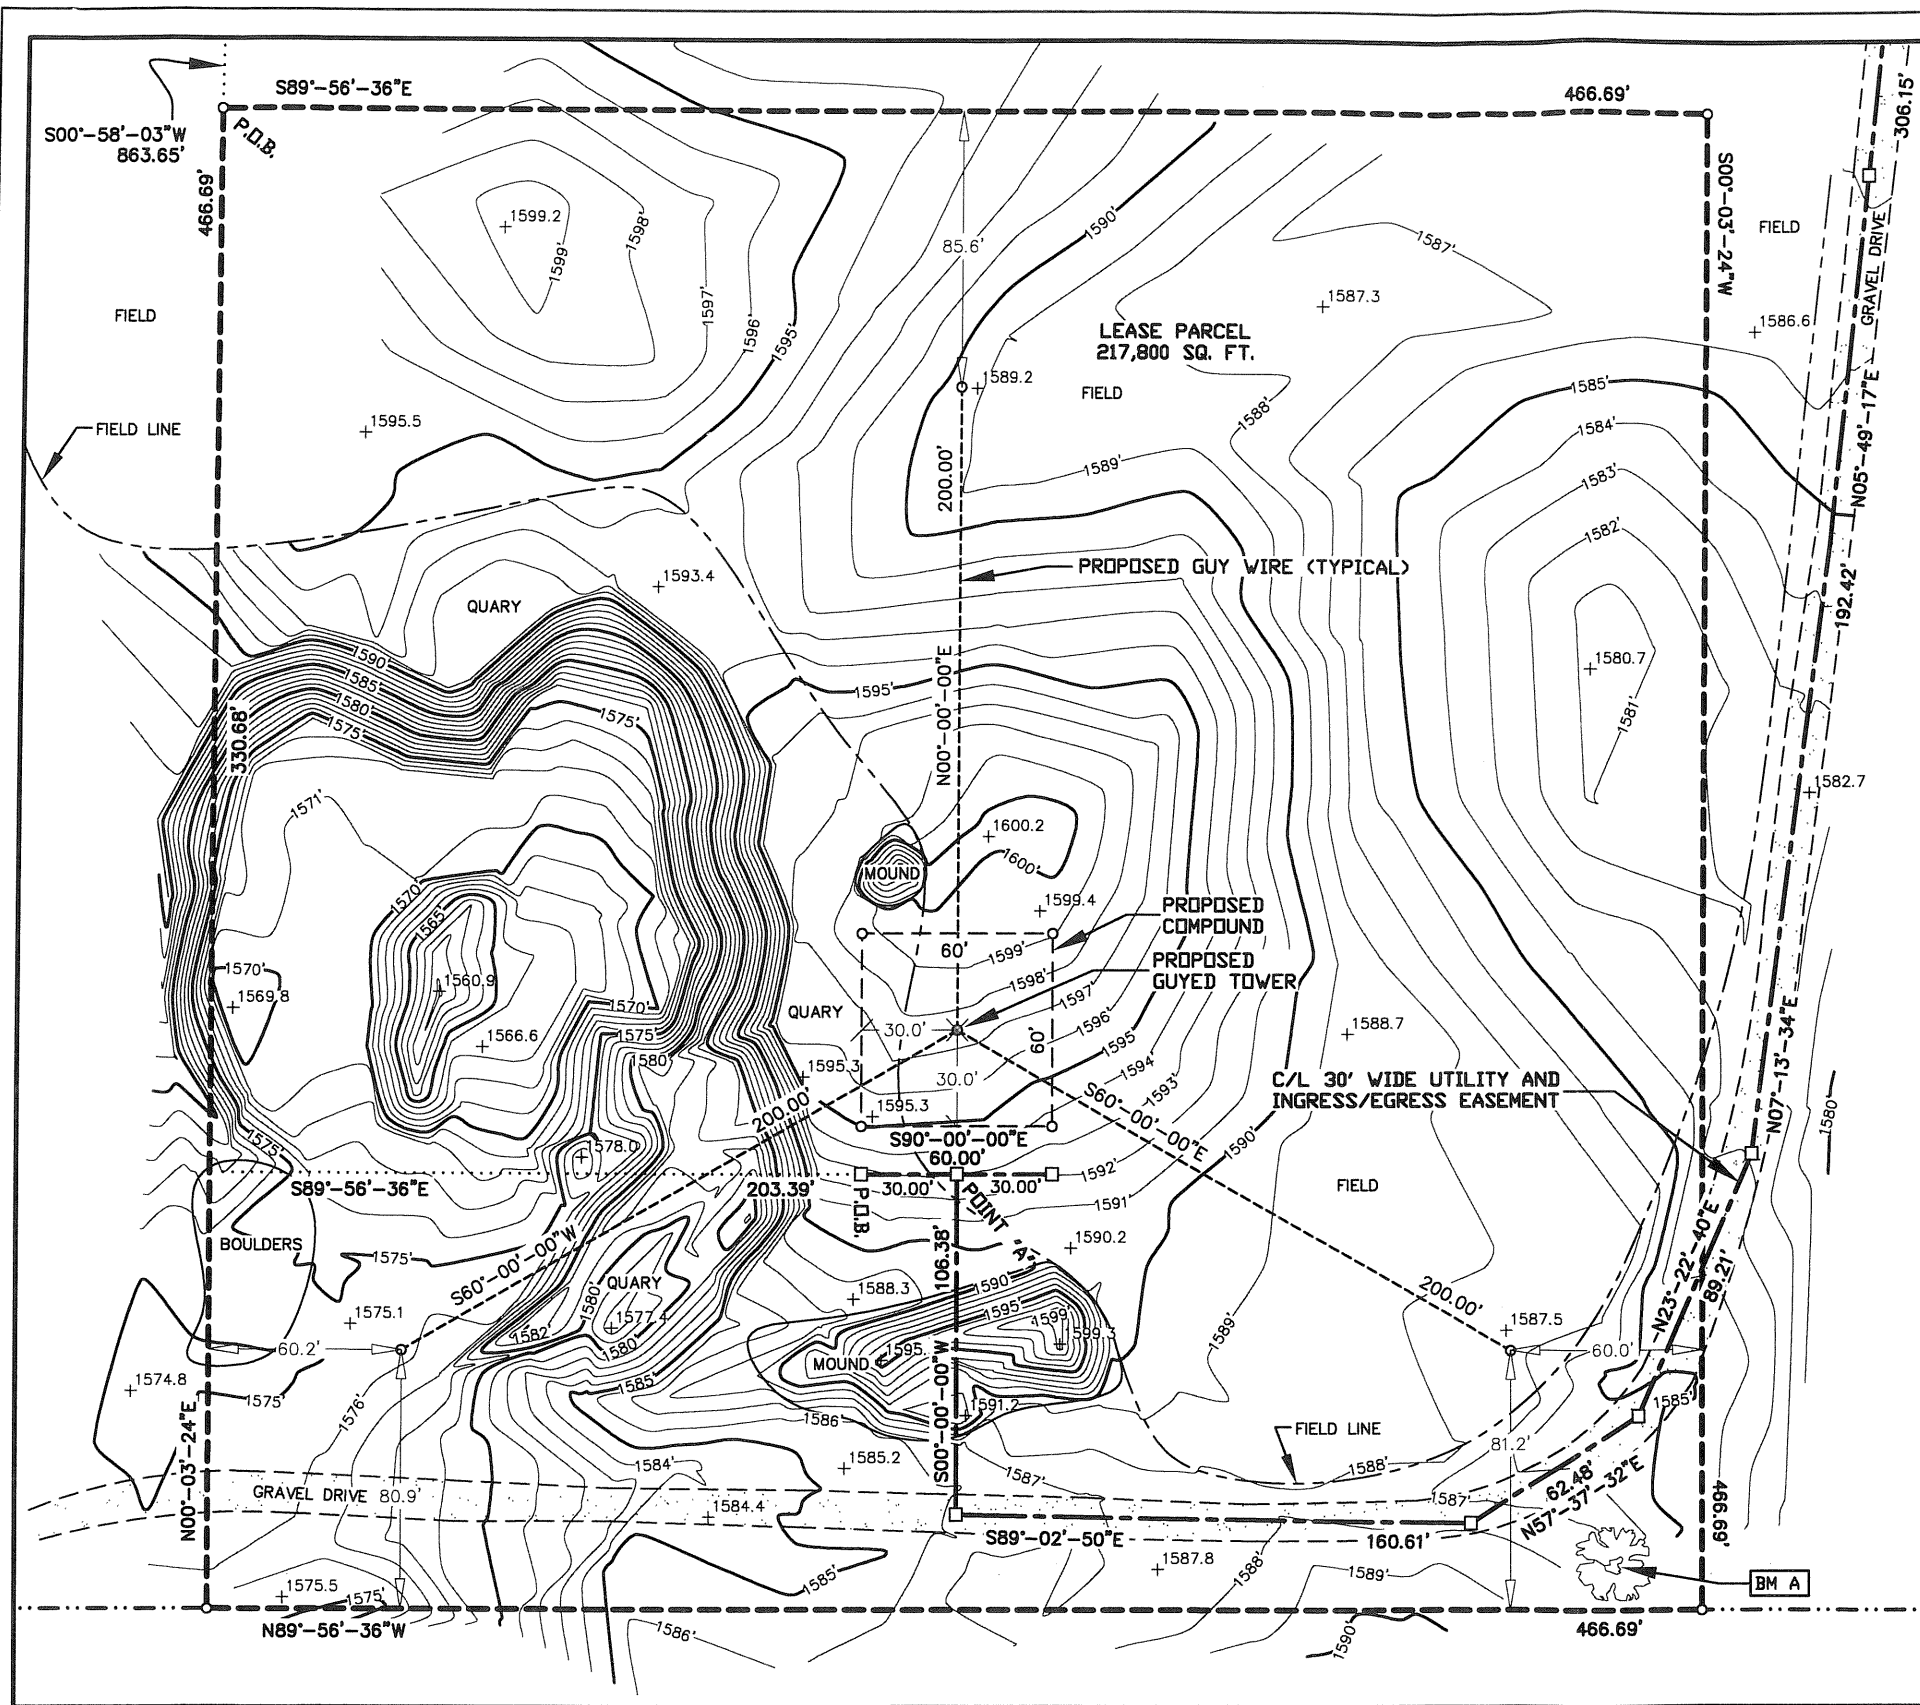 S89°-56'-36"E
466.69'
S00°-58'-03"W
863.65'
P.O.B.
466.69'
306.15'
S00°-03'-24"W
FIELD
GRAVEL DRIVE
1599.2
1599'
1598'
1597'
1596'
1595'
1590'
85.6'
1587'
1587.3
1586.6
FIELD
LEASE PARCEL
217,800 SQ. FT.
FIELD
1589.2
1588'
1585'
1584'
1583'
1582'
N05°-49'-17"E
FIELD LINE
1595.5
200.00'
1589'
192.42'
PROPOSED GUY WIRE (TYPICAL)
1593.4
QUARY
1590'
1585'
1580'
1575'
1575'
330.68'
1595'
N00°-00'-00"E
1580.7
1581'
1582.7
1571'
1600.2
1600'
MOUND
1599.4
PROPOSED
COMPOUND
PROPOSED
GUYED TOWER
60'
1599'
1598'
1597'
1596'
1595'
1594'
1593'
1570'
1565'
1560.9
1570'
1569.8
1566.6
1570'
1575'
1580'
QUARY
30.0'
60'
30.0'
1588.7
1595.3
1595.3
C/L 30' WIDE UTILITY AND
INGRESS/EGRESS EASEMENT
N07°-13'-34"E
1580'
200.00'
S60°-00'-00"E
1590'
S90°-00'-00"E
60.00'
1592'
1591'
1575'
1578.0
S89°-56'-36"E
203.39'
30.00'
30.00'
P.O.B.
POINT "A"
FIELD
BOULDERS
1575'
S60°-00'-00"W
106.38'
1590.2
QUARY
1580'
1577.4
1582'
1580'
1588.3
1590'
1595'
1599'
1599.3
1589'
200.00'
1587.5
N23°-22'-40"E
89.21'
1575.1
60.2'
60.0'
MOUND
1595.
1574.8
1575'
1576'
1585'
1586
1591.2
1585'
N00°-03'-24"E
S00°-00'-00"W
FIELD LINE
81.2'
1588'
1587'
1587'
1585.2
1584'
1584.4
GRAVEL DRIVE
80.9'
62.48'
N57°-37'-32"E
466.69'
S89°-02'-50"E
160.61'
1587.8
1588'
1589'
1585'
BM A
1575.5
1575'
N89°-56'-36"W
1586'
1590'
466.69'